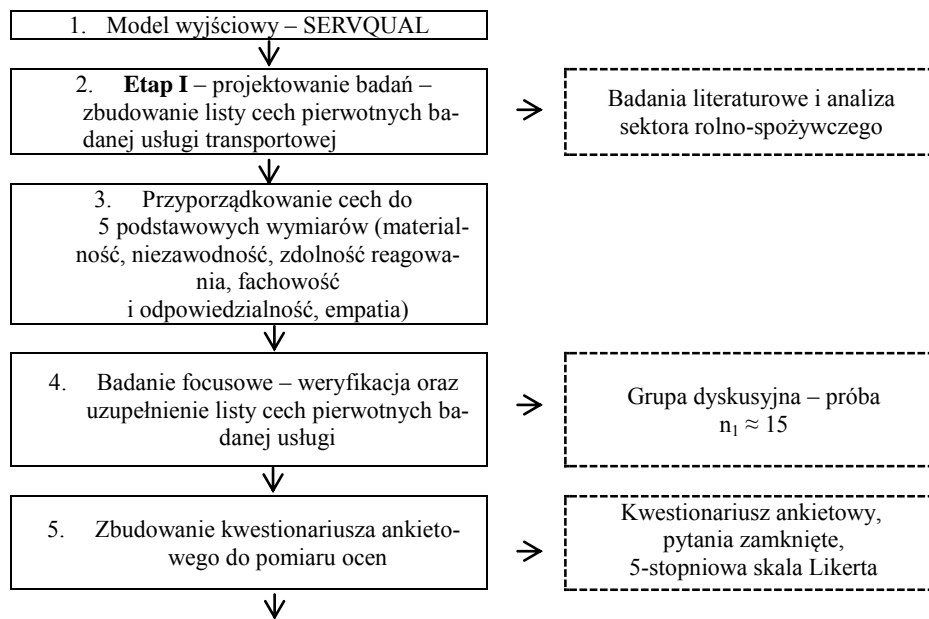 1. Model wyjściowy – SERVQUAL
2. Etap I – projektowanie badań –
zbudowanie listy cech pierwotnych ba-
danej usługi transportowej
Badania literaturowe i analiza
sektora rolno-spożywczego
3. Przyporządkowanie cech do
5 podstawowych wymiarów (material-
ność, niezawodność, zdolność reagowa-
nia, fachowość
i odpowiedzialność, empatia)
4. Badanie focusowe – weryfikacja oraz
uzupełnienie listy cech pierwotnych ba-
danej usługi
Grupa dyskusyjna – próba
n₁ ≈ 15
5. Zbudowanie kwestionariusza ankieto-
wego do pomiaru ocen
Kwestionariusz ankietowy,
pytania zamknięte,
5-stopniowa skala Likerta